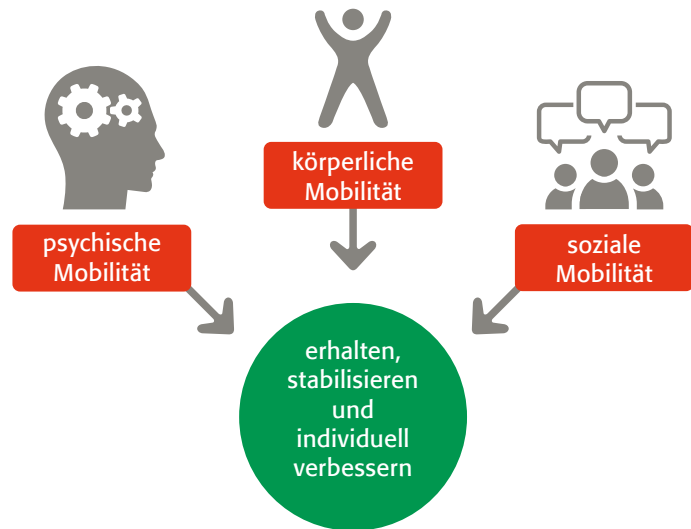 psychische
Mobilität
körperliche
Mobilität
soziale
Mobilität
erhalten,
stabilisieren
und
individuell
verbessern